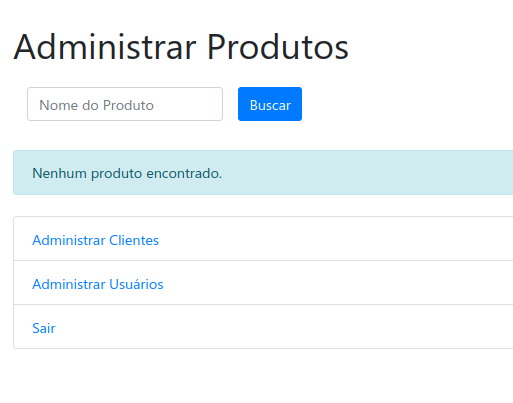 Administrar Produtos
Nome do Produto Buscar
Nenhum produto encontrado.
Administrar Clientes
Administrar Usuários
Sair